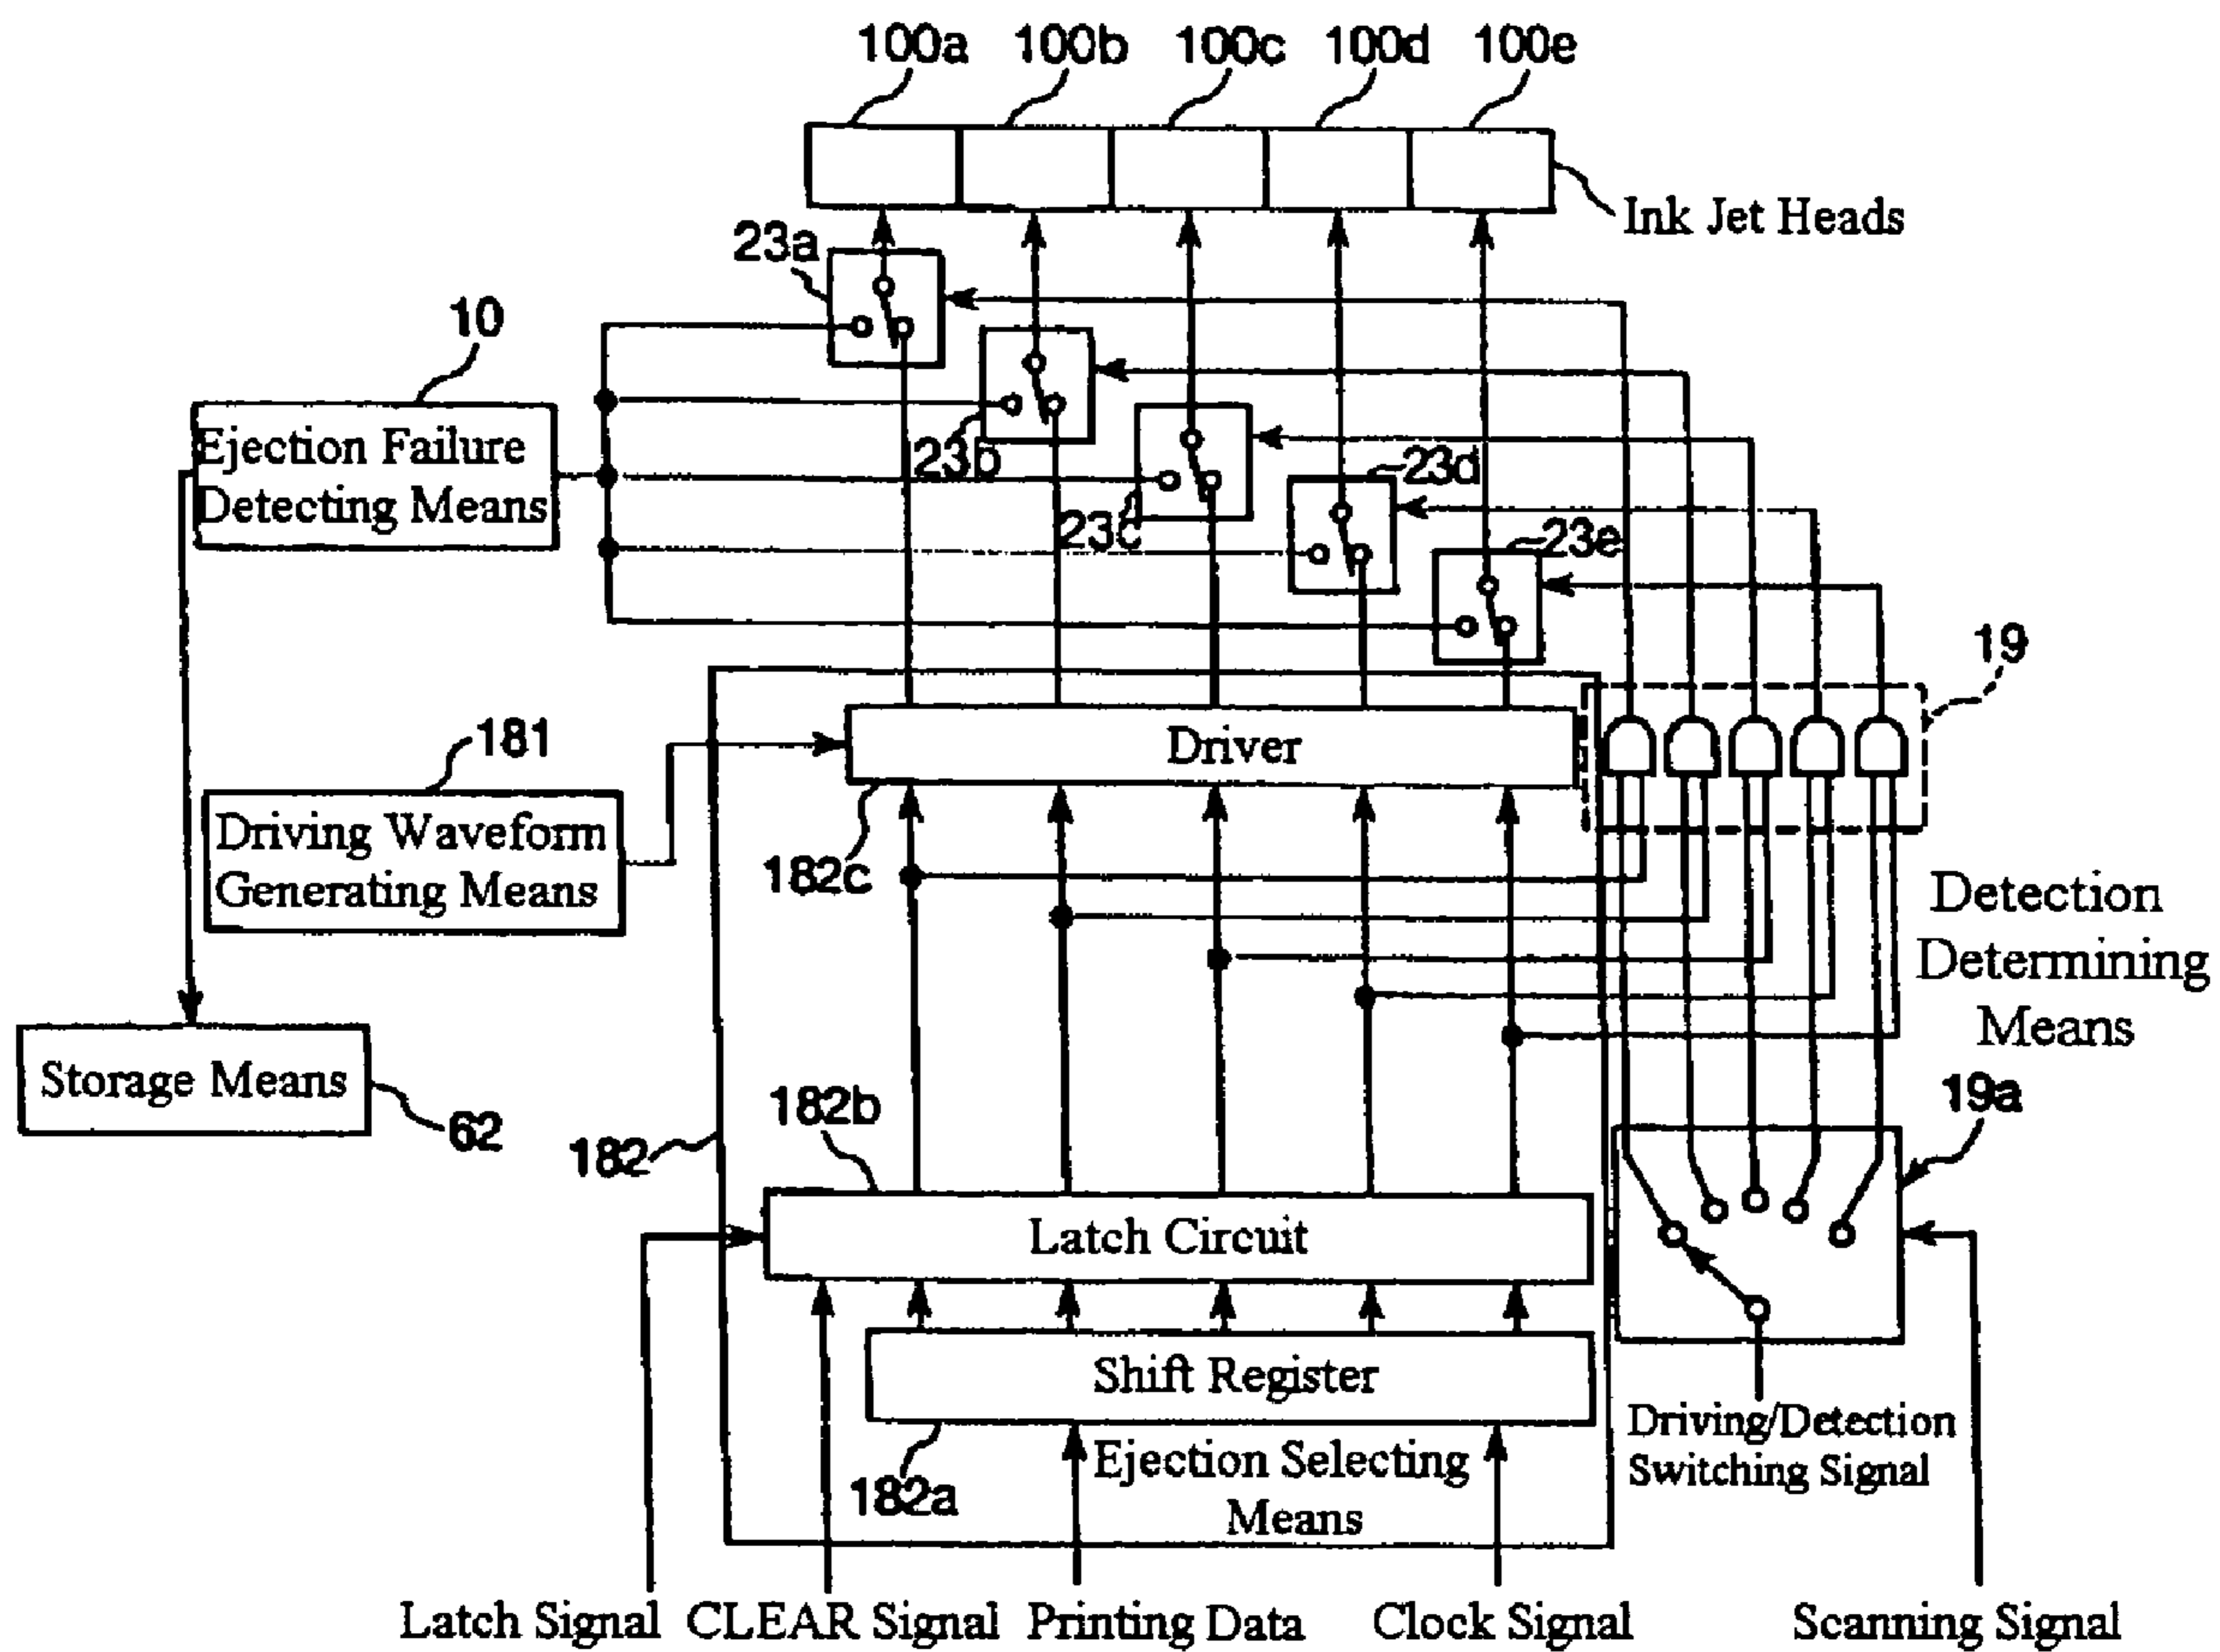 100a 100b 100c 100d 100e
Ink Jet Heads
23a
10
Ejection Failure
Detecting Means
23b
23c
23d
23e
19
181
Driver
Driving Waveform
Generating Means
182c
Detection
Determining
Means
Storage Means
62
182
182b
19a
Latch Circuit
Shift Register
182a
Ejection Selecting
Means
Driving/Detection
Switching Signal
Latch Signal CLEAR Signal Printing Data Clock Signal Scanning Signal